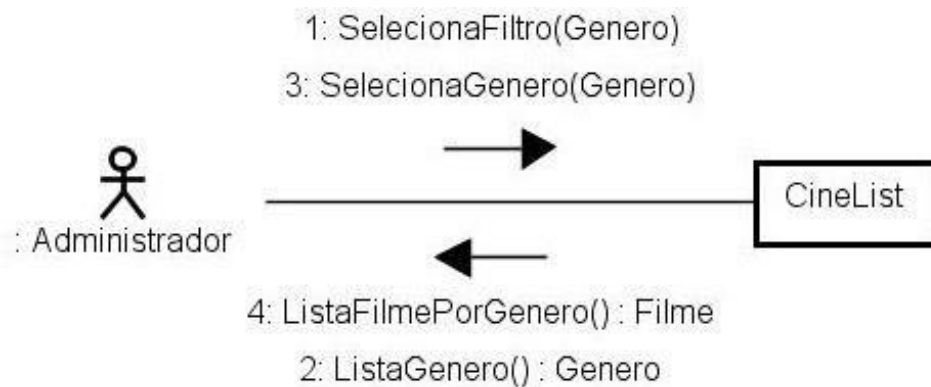 1: SelecionaFiltro(Genero)
3: SelecionaGenero(Genero)
CineList
: Administrador
4: ListaFilmePorGenero() : Filme
2: ListaGenero() : Genero